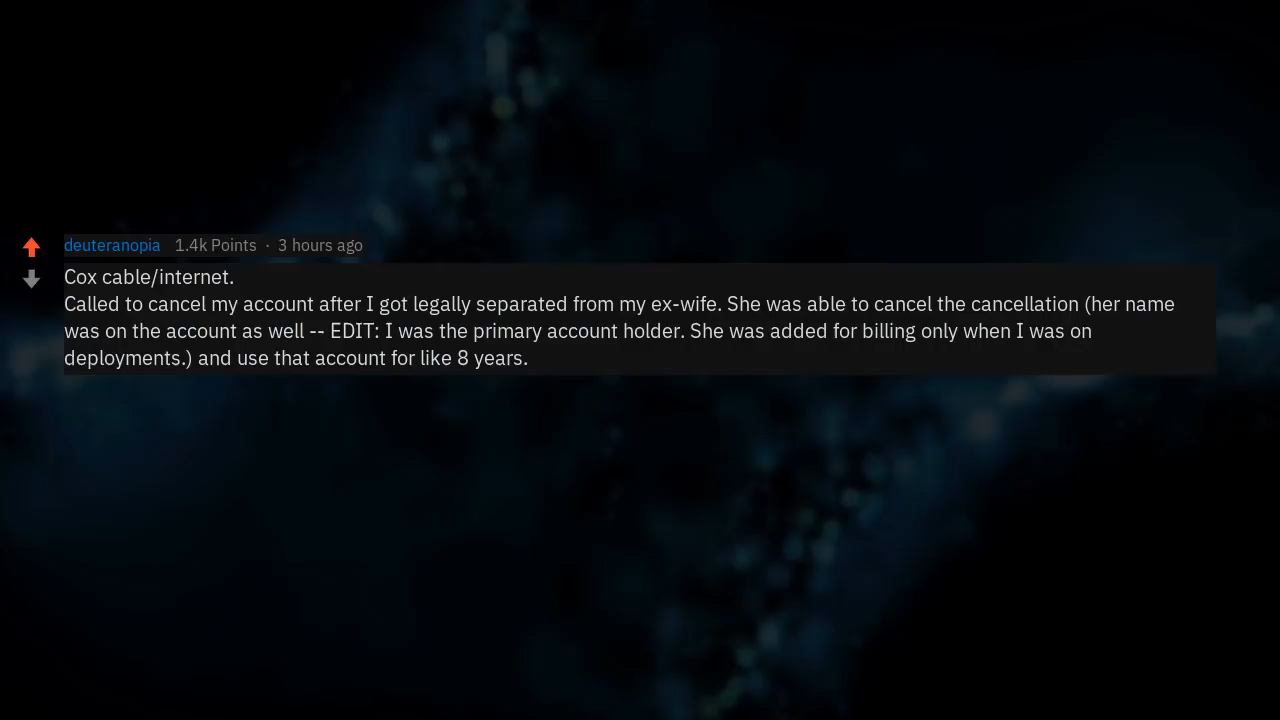 deuteranopia 1.4k Points · 3 hours ago
Cox cable/internet.
Called to cancel my account after I got legally separated from my ex-wife. She was able to cancel the cancellation (her name
was on the account as well -- EDIT: I was the primary account holder. She was added for billing only when I was on
deployments.) and use that account for like 8 years.